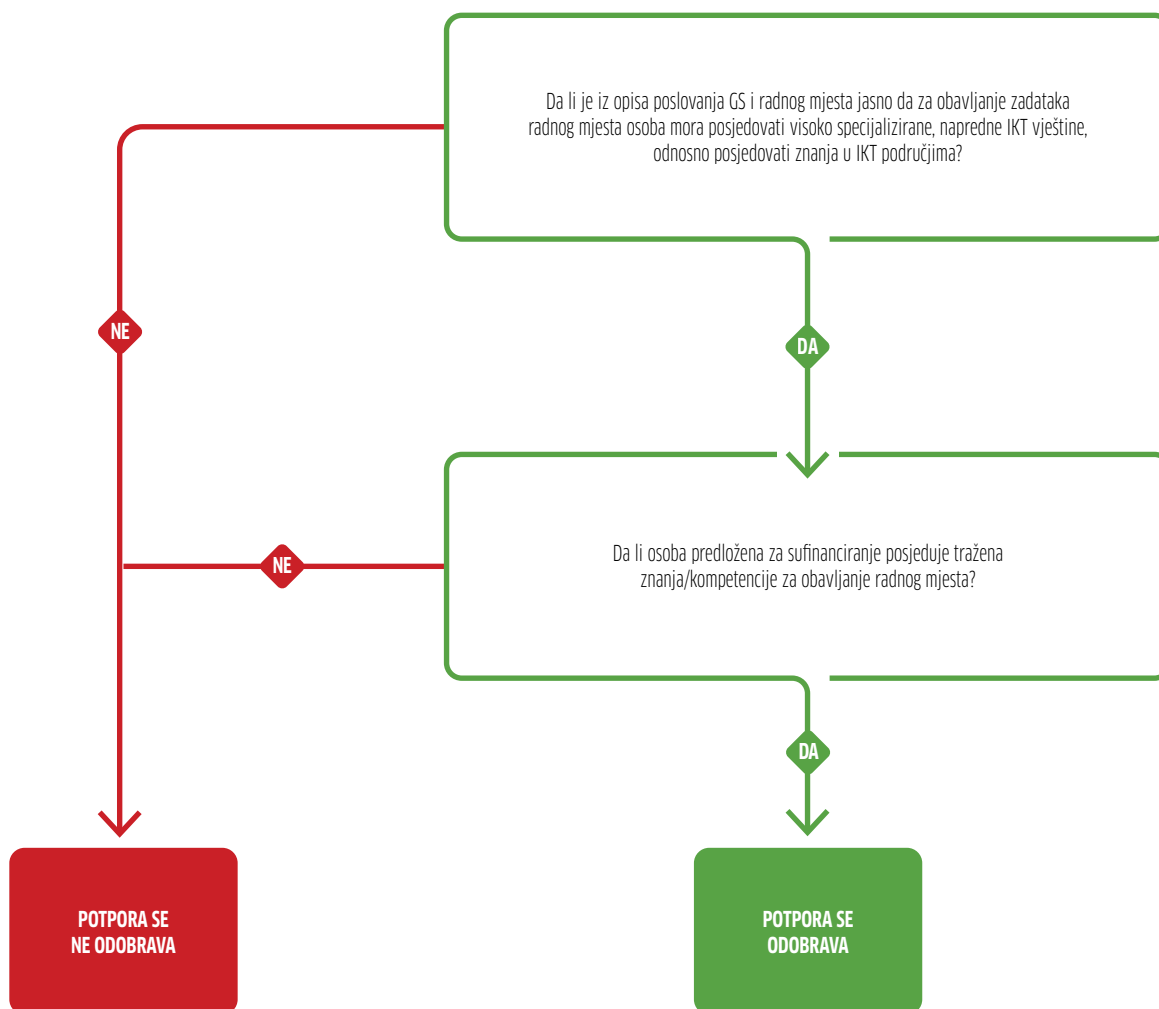 Da li je iz opisa poslovanja GS i radnog mjesta jasno da za obavljanje zadataka
radnog mjesta osoba mora posjedovati visoko specijalizirane, napredne IKT vještine,
odnosno posjedovati znanja u IKT područjima?
NE
DA
Da li osoba predložena za sufinanciranje posjeduje tražena
znanja/kompetencije za obavljanje radnog mjesta?
NE
DA
POTPORA SE
NE ODOBRAVA
POTPORA SE
ODOBRAVA